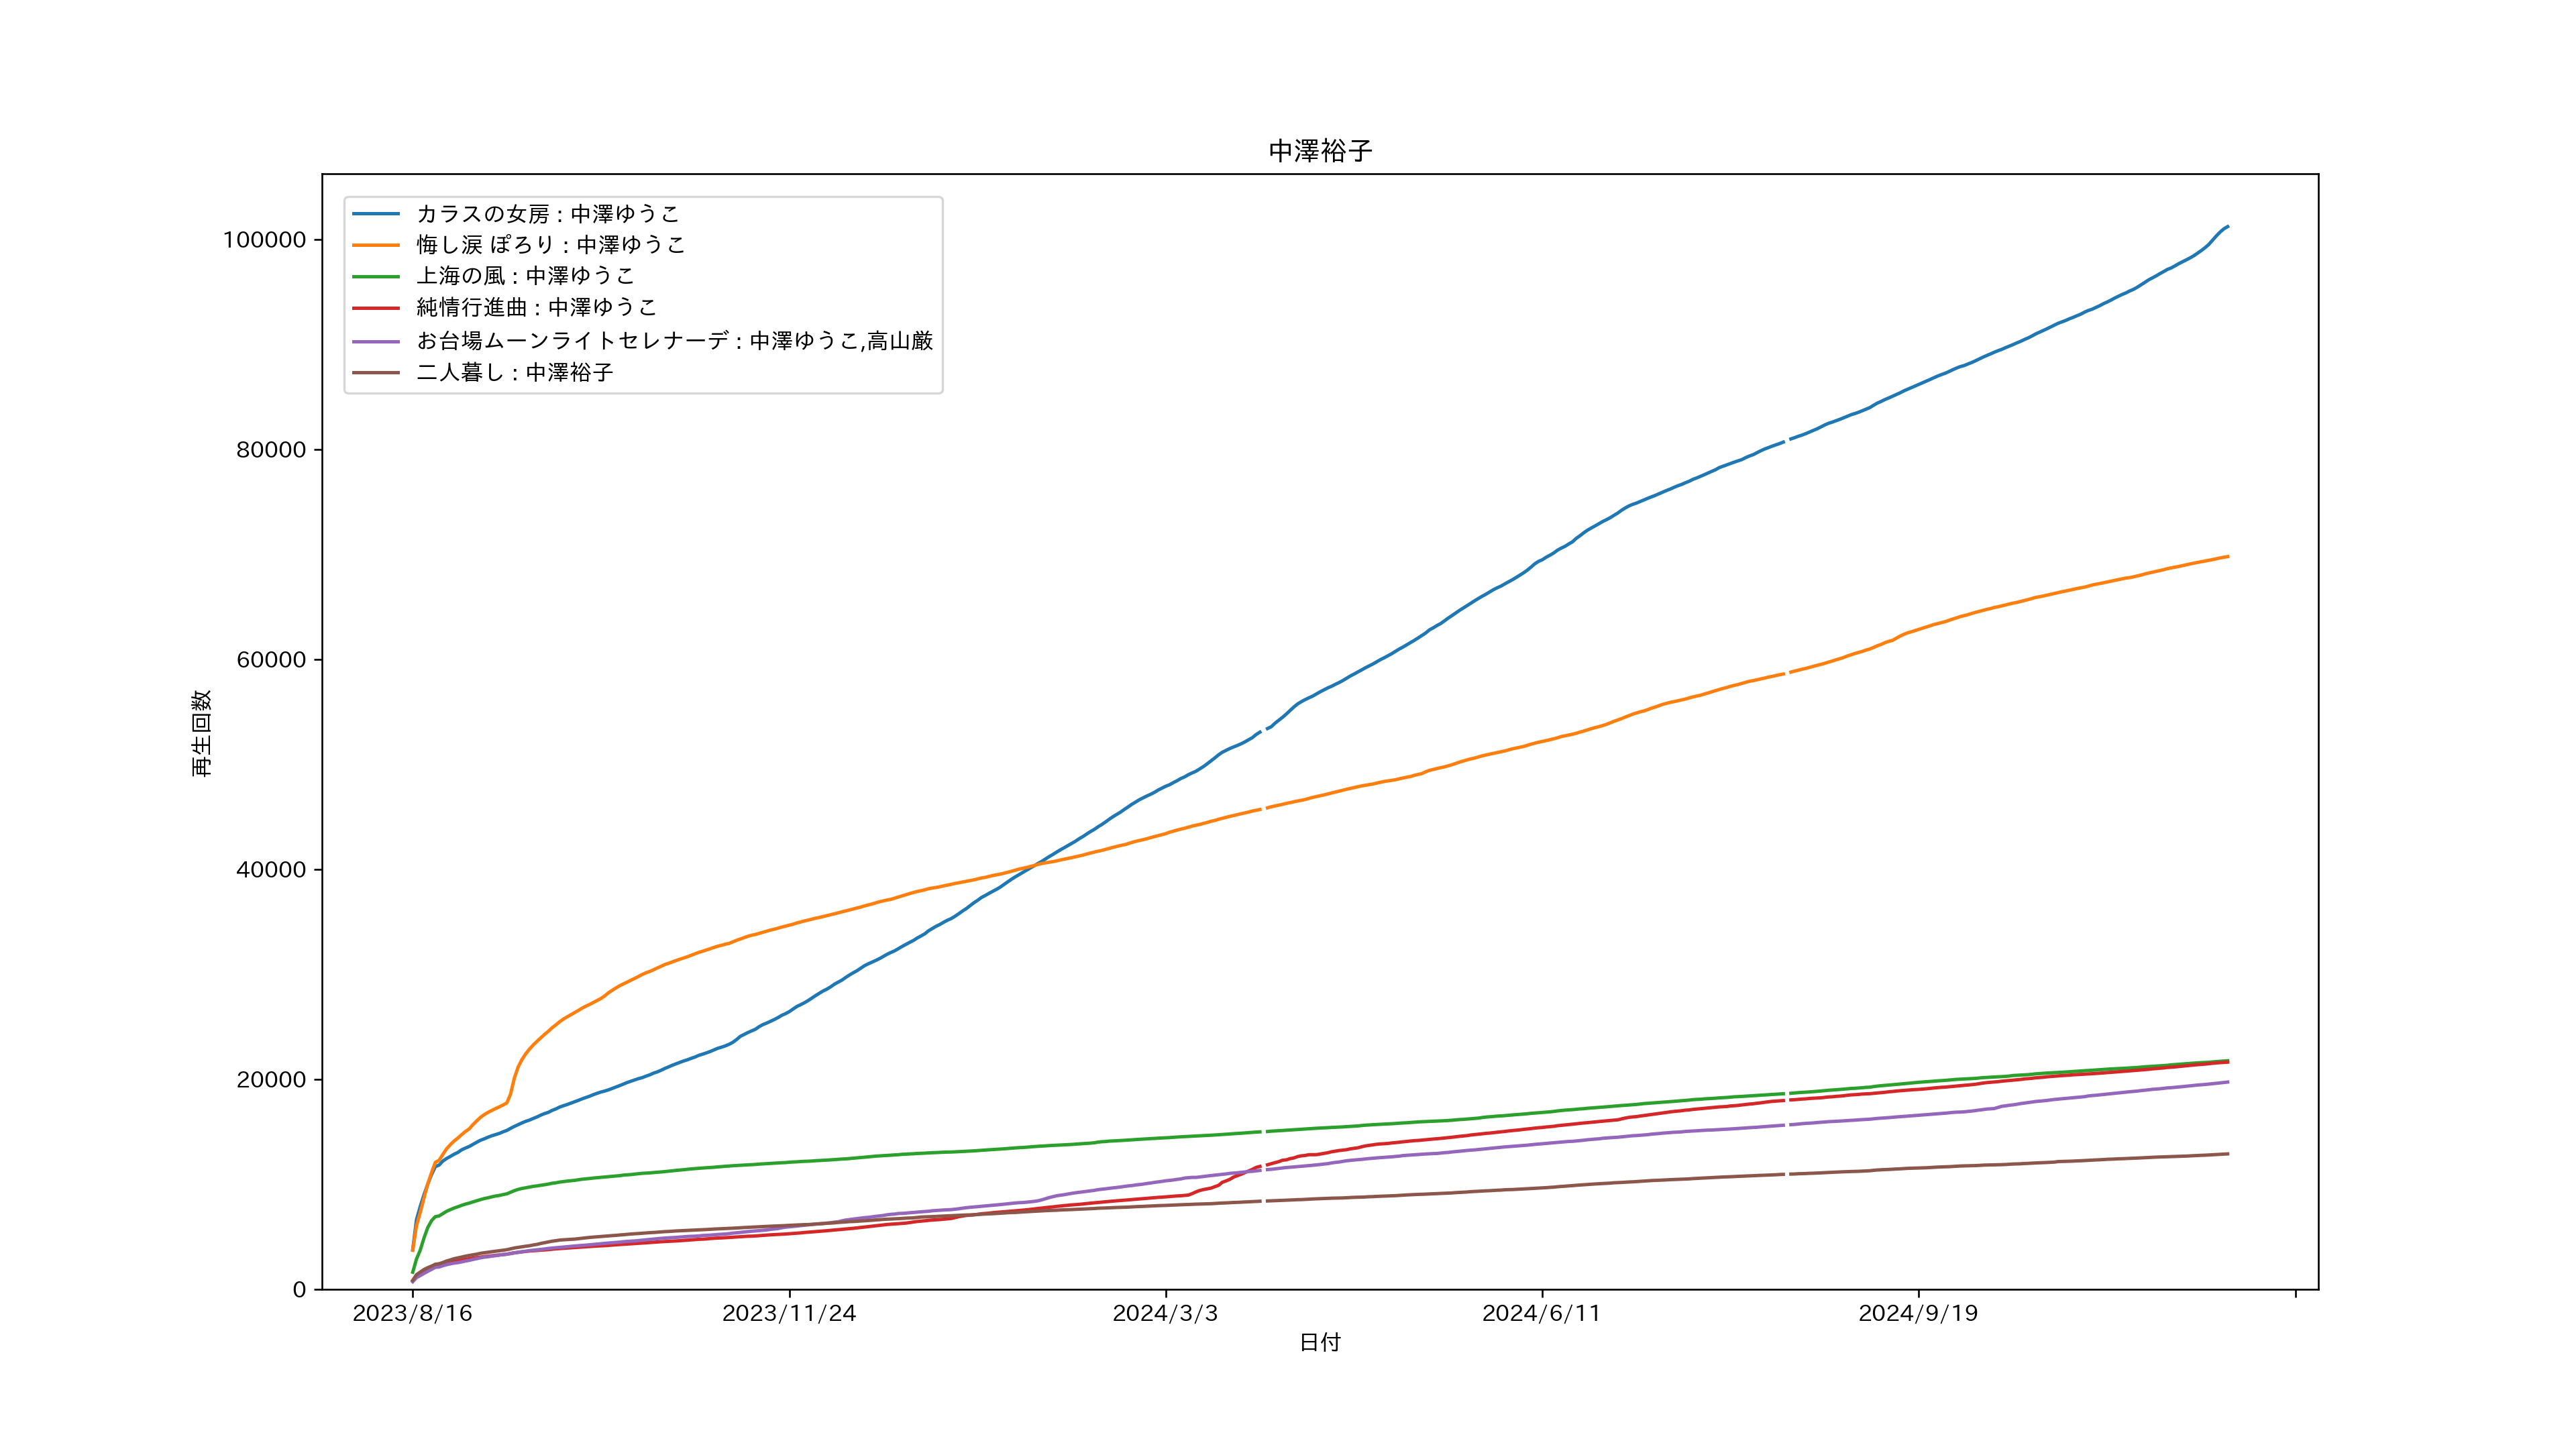 中澤裕子
カラスの女房 : 中澤ゆうこ
悔し涙 ぽろり : 中澤ゆうこ
上海の風 : 中澤ゆうこ
純情行進曲 : 中澤ゆうこ
お台場ムーンライトセレナーデ : 中澤ゆうこ,高山厳
二人暮し : 中澤裕子
100000
80000
60000
40000
20000
0
再生回数
2023/8/16
2023/11/24
2024/3/3
2024/6/11
2024/9/19
日付